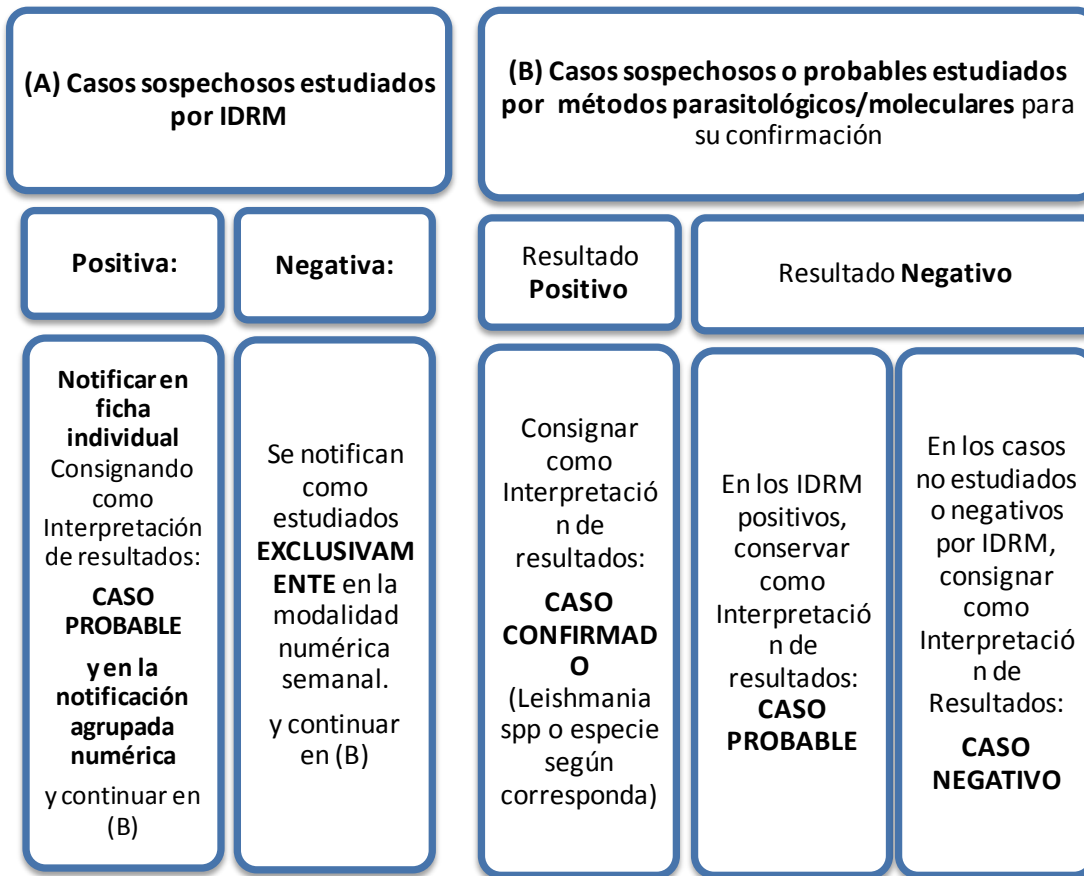 (A) Casos sospechosos estudiados
por IDRM
(B) Casos sospechosos o probables estudiados
por métodos parasitológicos/moleculares para
su confirmación
Positiva:
Negativa:
Resultado
Positivo
Resultado Negativo
Notificar en
ficha
individual
Consignando
como
Interpretación
de resultados:
CASO
PROBABLE
y en la
notificación
agrupada
numérica
y continuar en
(B)
Se notifican
como
estudiados
EXCLUSIVAM
ENTE en la
modalidad
numérica
semanal.
y continuar
en (B)
Consignar
como
Interpretació
n de
resultados:
CASO
CONFIRMAD
O
(Leishmania
spp o especie
según
corresponda)
En los IDRM
positivos,
conservar
como
Interpretació
n de
resultados:
CASO
PROBABLE
En los casos
no estudiados
o negativos
por IDRM,
consignar
como
Interpretació
n de
Resultados:
CASO
NEGATIVO